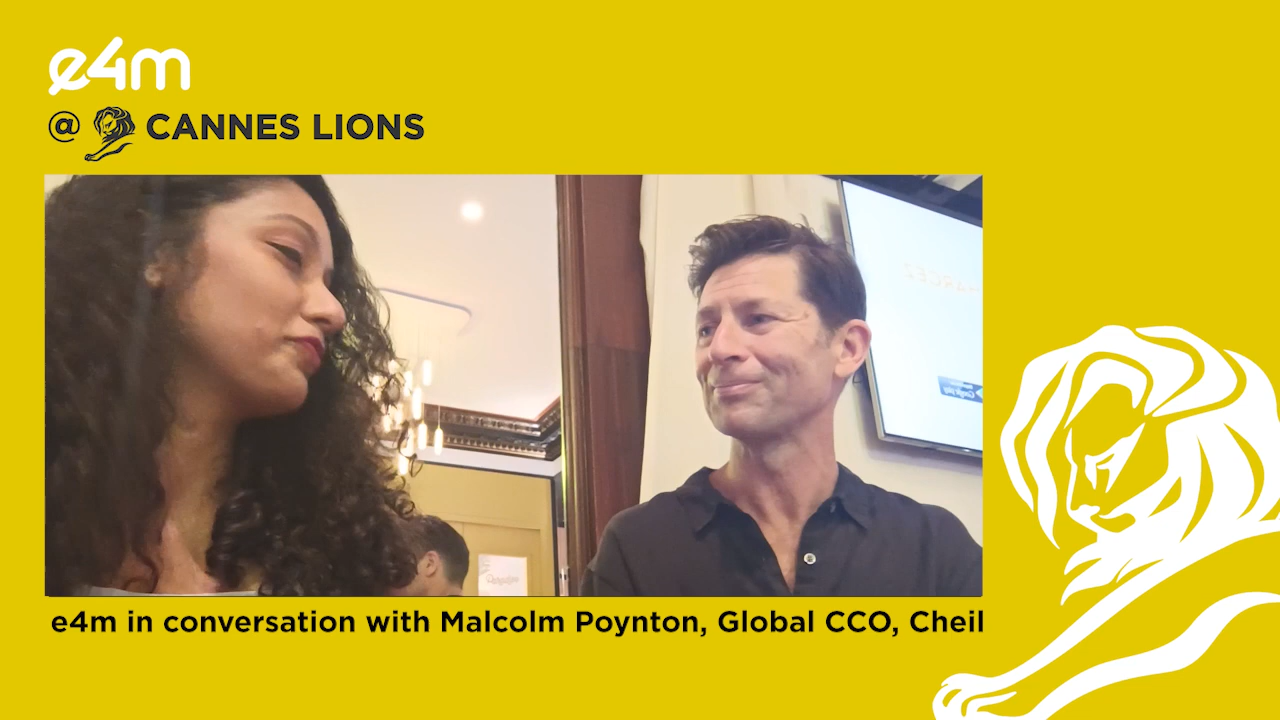 e4m
@ CANNES LIONS
e4m in conversation with Malcolm Poynton, Global CCO, Cheil